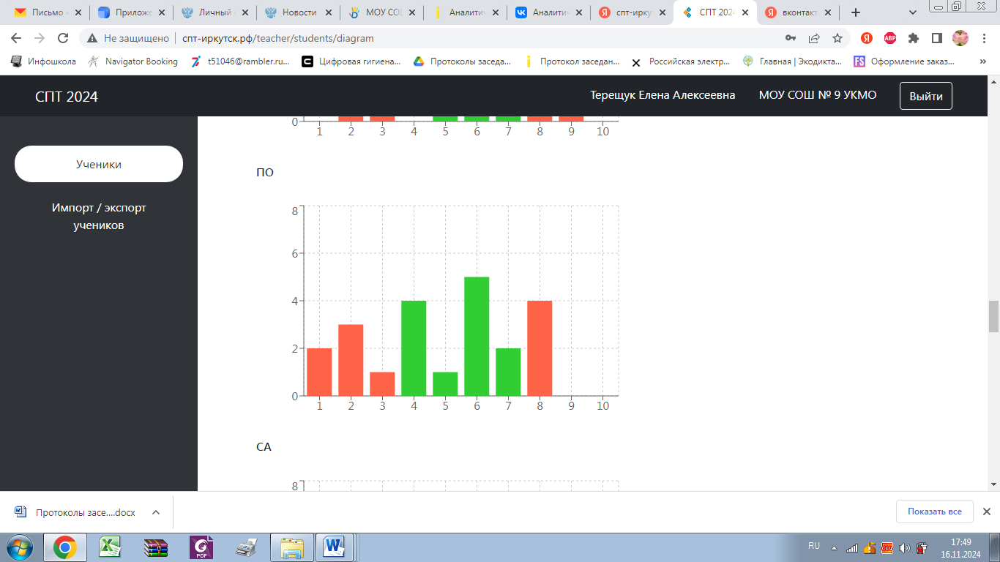 Письмо
Приложе
Личный
Новости
МОУ СОШ
Аналити
Аналити
спт-ирку
СПТ 2024
вконтакт
Не защищено
спт-иркутск.рф/teacher/students/diagram
Инфошкола
Navigator Booking
t51046@rambler.ru...
Цифровая гигиена...
Протоколы заседа...
Протокол заседан...
Российская электр...
Главная | Экодикта...
Оформление заказ...
»
СПТ 2024
Терещук Елена Алексеевна
МОУ СОШ № 9 УКМО
Выйти
Ученики
Импорт / экспорт
учеников
0
1 2 3 4 5 6 7 8 9 10
ПО
8
6
4
2
0
1 2 3 4 5 6 7 8 9 10
СА
8
Протоколы засе....docx
Показать все
RU
17:49
16.11.2024